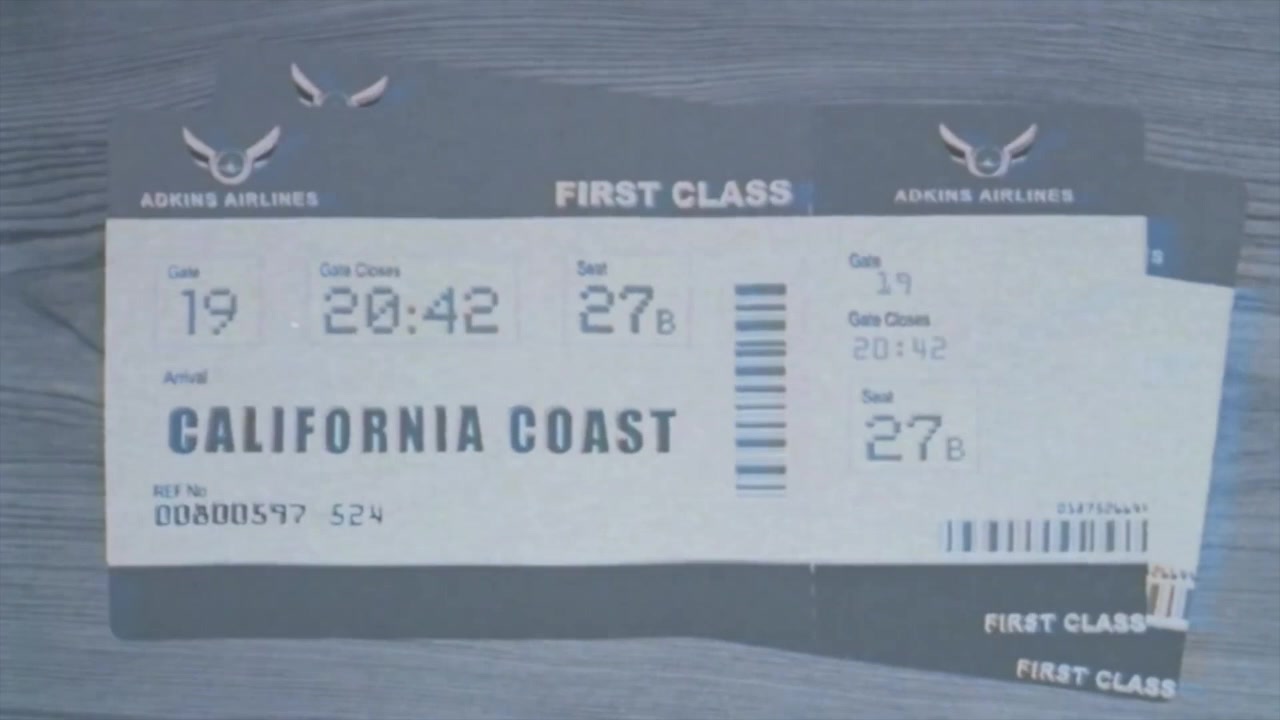 ADKINS AIRLINES
FIRST CLASS
ADKINS AIRLINES
Gate
19
Gate Closes
20:42
Seat
27B
Arrival
CALIFORNIA COAST
REF No
00800597 524
Gate
19
Gate Closes
20:42
Seat
27B
S
FIRST CLASS
FIRST CLASS